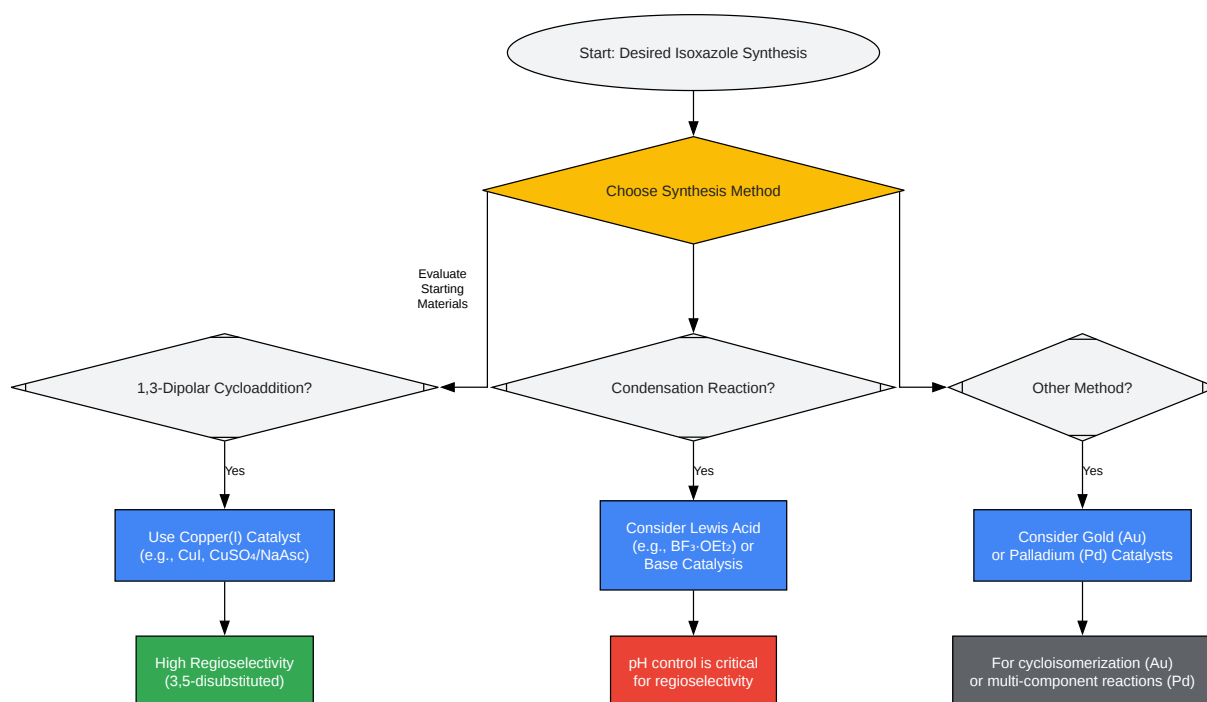 Start: Desired Isoxazole Synthesis
Choose Synthesis Method
Evaluate
Starting
Materials
1,3-Dipolar Cycloaddition?
Condensation Reaction?
Other Method?
Yes
Yes
Yes
Use Copper(I) Catalyst
(e.g., CuI, CuSO₄/NaAsc)
Consider Lewis Acid
(e.g., BF₃·OEt₂) or
Base Catalysis
Consider Gold (Au)
or Palladium (Pd) Catalysts
High Regioselectivity
(3,5-disubstituted)
pH control is critical
for regioselectivity
For cycloisomerization (Au)
or multi-component reactions (Pd)